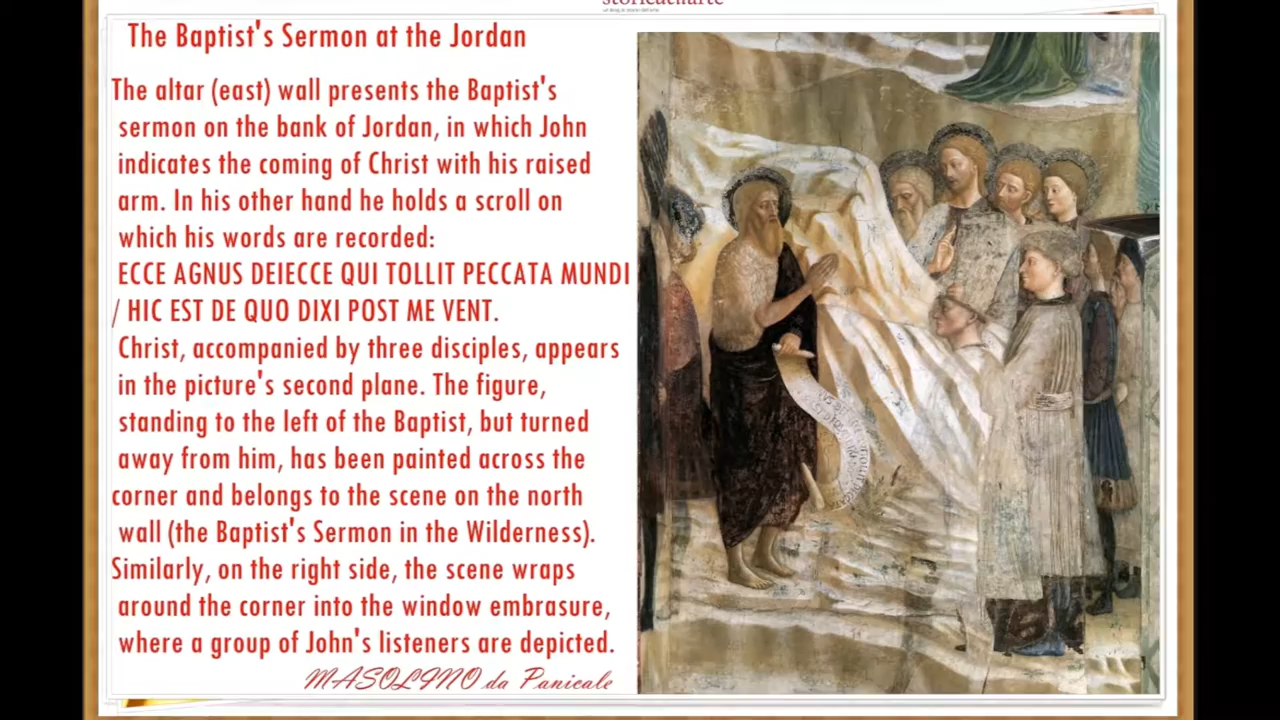 storicadellarte
The Baptist's Sermon at the Jordan
The altar (east) wall presents the Baptist's
sermon on the bank of Jordan, in which John
indicates the coming of Christ with his raised
arm. In his other hand he holds a scroll on
which his words are recorded:
ECCE AGNUS DEIECCE QUI TOLLIT PECCATA MUNDI
/ HIC EST DE QUO DIXI POST ME VENT.
Christ, accompanied by three disciples, appears
in the picture's second plane. The figure,
standing to the left of the Baptist, but turned
away from him, has been painted across the
corner and belongs to the scene on the north
wall (the Baptist's Sermon in the Wilderness).
Similarly, on the right side, the scene wraps
around the corner into the window embrasure,
where a group of John's listeners are depicted.
MASOLINO da Panicale